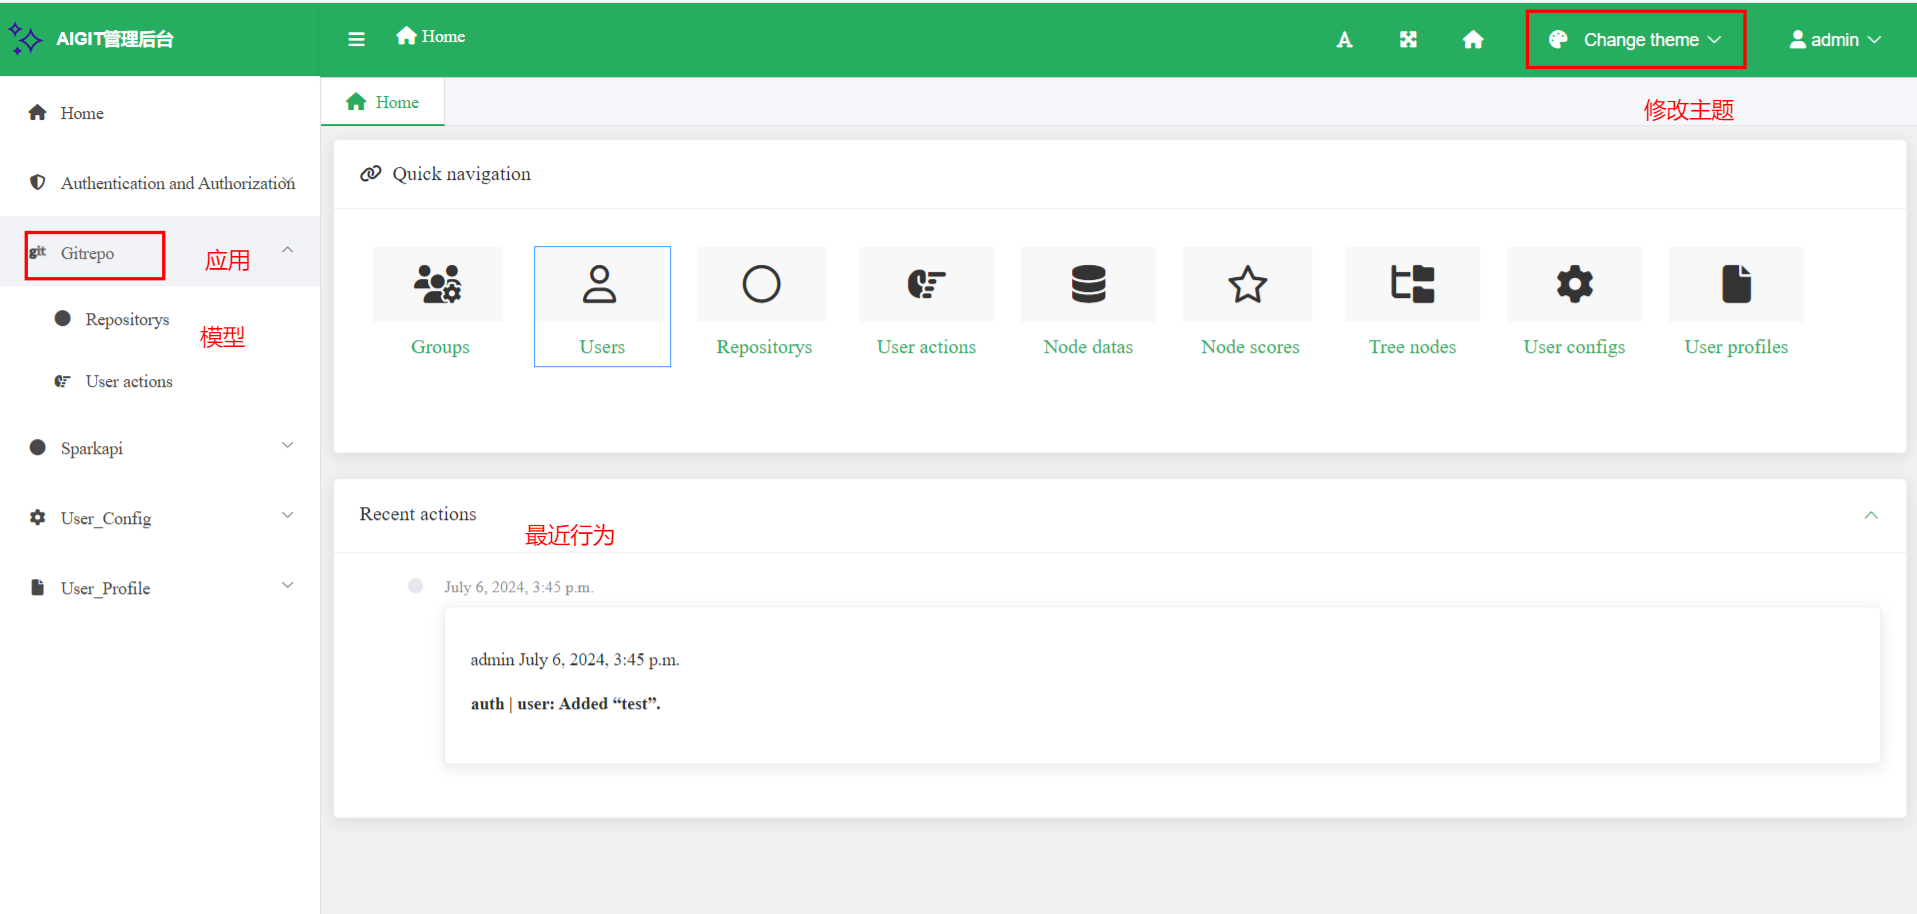 AIGIT管理后台
Home
A
Change theme
admin
Home
Home
修改主题
Authentication and Authorization
git Gitrepo
应用
Repositorys
模型
User actions
Sparkapi
User_Config
User_Profile
Quick navigation
Groups
Users
Repositorys
User actions
Node datas
Node scores
Tree nodes
User configs
User profiles
Recent actions
最近行为
July 6, 2024, 3:45 p.m.
admin July 6, 2024, 3:45 p.m.
auth | user: Added “test”.